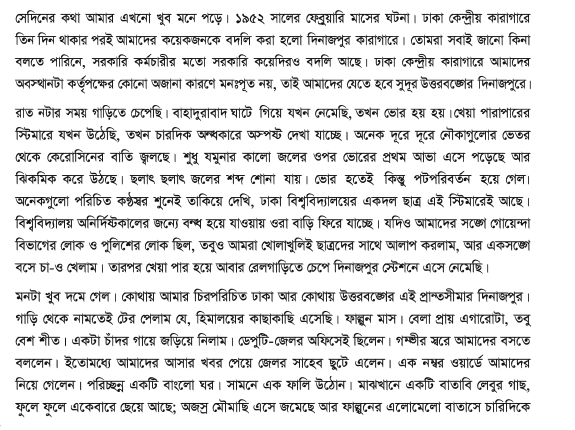 সেদিনের কথা আমার এখনো খুব মনে পড়ে। ১৯৫২ সালের ফেব্রুয়ারি মাসের ঘটনা। ঢাকা কেন্দ্রীয় কারাগারে
তিন দিন থাকার পরই আমাদের কয়েকজনকে বদলি করা হলো দিনাজপুর কারাগারে। তোমরা সবাই জানো কিনা
বলতে পারিনে, সরকারি কর্মচারীর মতো সরকারি কয়েদিরও বদলি আছে। ঢাকা কেন্দ্রীয় কারাগারে আমাদের
অবস্থানটা কর্তৃপক্ষের কোনো অজানা কারণে মনঃপূত নয়, তাই আমাদের যেতে হবে সুদূর উত্তরবঙ্গের দিনাজপুরে।
রাত নটার সময় গাড়িতে চেপেছি। বাহাদুরাবাদ ঘাটে গিয়ে যখন নেমেছি, তখন ভোর হয় হয়। খেয়া পারাপারের
স্টিমারে যখন উঠেছি, তখন চারদিক অন্ধকারে অস্পষ্ট দেখা যাচ্ছে। অনেক দূরে দূরে নৌকাগুলোর ভেতর
থেকে কেরোসিনের বাতি জ্বলছে। শুধু যমুনার কালো জলের ওপর ভোরের প্রথম আভা এসে পড়েছে আর
ঝিকমিক করে উঠছে। ছলাৎ ছলাৎ জলের শব্দ শোনা যায়। ভোর হতেই কিন্তু পটপরিবর্তন হয়ে গেল।
অনেকগুলো পরিচিত কণ্ঠস্বর শুনেই তাকিয়ে দেখি, ঢাকা বিশ্ববিদ্যালয়ের একদল ছাত্র এই স্টিমারেই আছে।
বিশ্ববিদ্যালয় অনির্দিষ্টকালের জন্যে বন্ধ হয়ে যাওয়ায় ওরা বাড়ি ফিরে যাচ্ছে। যদিও আমাদের সঙ্গে গোয়েন্দা
বিভাগের লোক ও পুলিশের লোক ছিল, তবুও আমরা খোলাখুলিই ছাত্রদের সাথে আলাপ করলাম, আর একসঙ্গে
বসে চা-ও খেলাম। তারপর খেয়া পার হয়ে আবার রেলগাড়িতে চেপে দিনাজপুর স্টেশনে এসে নেমেছি।
মনটা খুব দমে গেল। কোথায় আমার চিরপরিচিত ঢাকা আর কোথায় উত্তরবঙ্গের এই প্রান্তসীমার দিনাজপুর।
গাড়ি থেকে নামতেই টের পেলাম যে, হিমালয়ের কাছাকাছি এসেছি। ফাল্গুন মাস। বেলা প্রায় এগারোটা, তবু
বেশ শীত। একটা চাঁদর গায়ে জড়িয়ে নিলাম। ডেপুটি-জেলর অফিসেই ছিলেন। গম্ভীর স্বরে আমাদের বসতে
বললেন। ইতোমধ্যে আমাদের আসার খবর পেয়ে জেলর সাহেব ছুটে এলেন। এক নম্বর ওয়ার্ডে আমাদের
নিয়ে গেলেন। পরিচ্ছন্ন একটি বাংলো ঘর। সামনে এক ফালি উঠোন। মাঝখানে একটি বাতাবি লেবুর গাছ,
ফুলে ফুলে একেবারে ছেয়ে আছে; অজস্র মৌমাছি এসে জমেছে আর ফাল্গুনের এলোমেলো বাতাসে চারিদিকে